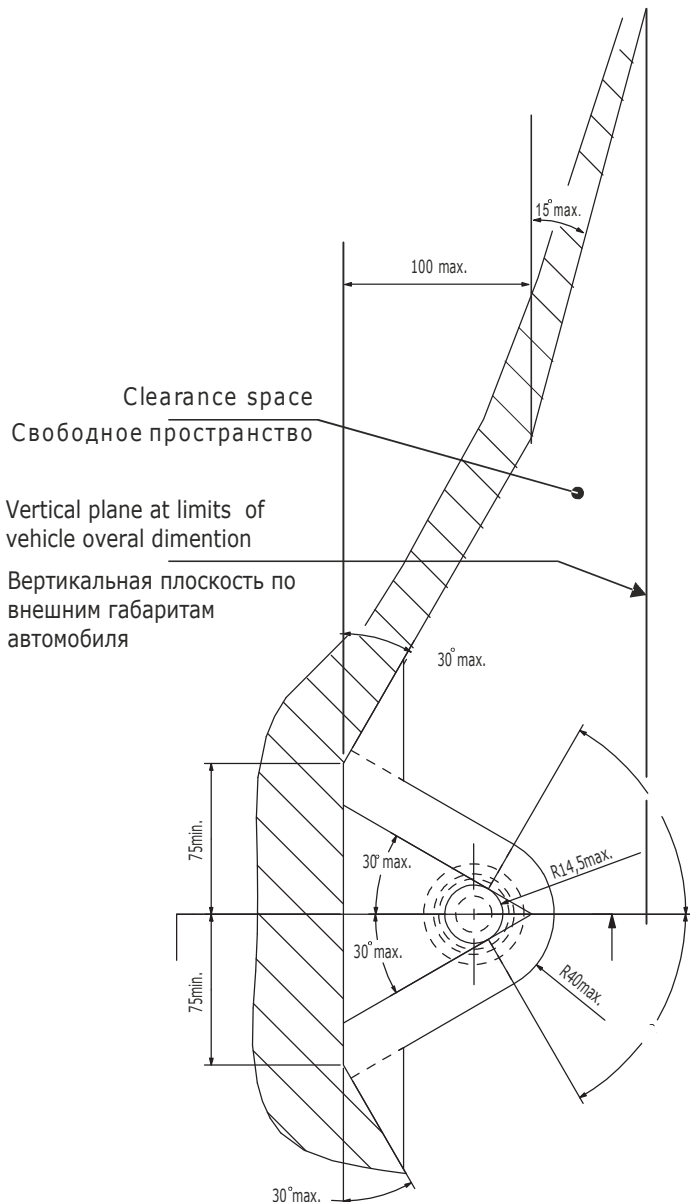 15° max.
100 max.
Clearance space
Свободное пространство
Vertical plane at limits of
vehicle overal dimention
Вертикальная плоскость по
внешним габаритам
автомобиля
30° max.
75min.
30° max.
R14,5max.
30° max.
75min.
R40max.
30° max.